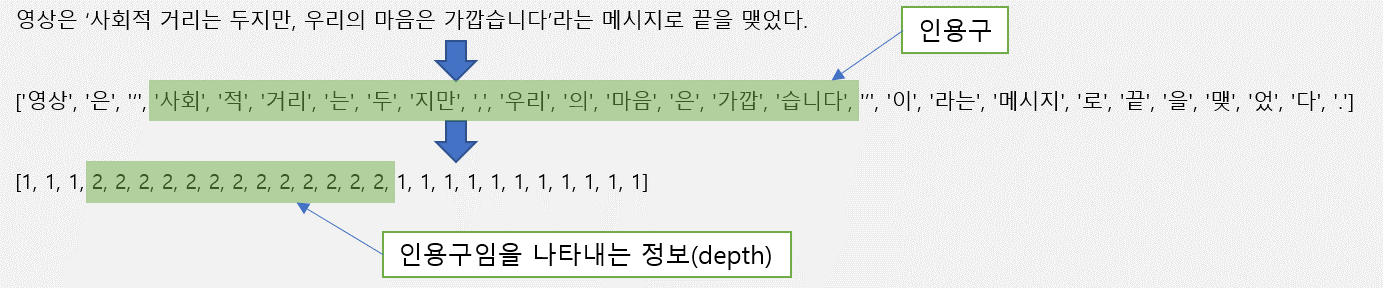 영상은 ‘사회적 거리는 두지만, 우리의 마음은 가깝습니다’라는 메시지로 끝을 맺었다.
인용구
['영상', '은', '‘', '사회', '적', '거리', '는', '두', '지만', ',', '우리', '의', '마음', '은', '가깝', '습니다', '’', '이', '라는', '메시지', '로', '끝', '을', '맺', '었', '다', '.']
[1, 1, 1, 2, 2, 2, 2, 2, 2, 2, 2, 2, 2, 2, 2, 2, 1, 1, 1, 1, 1, 1, 1, 1, 1, 1, 1]
인용구임을 나타내는 정보(depth)